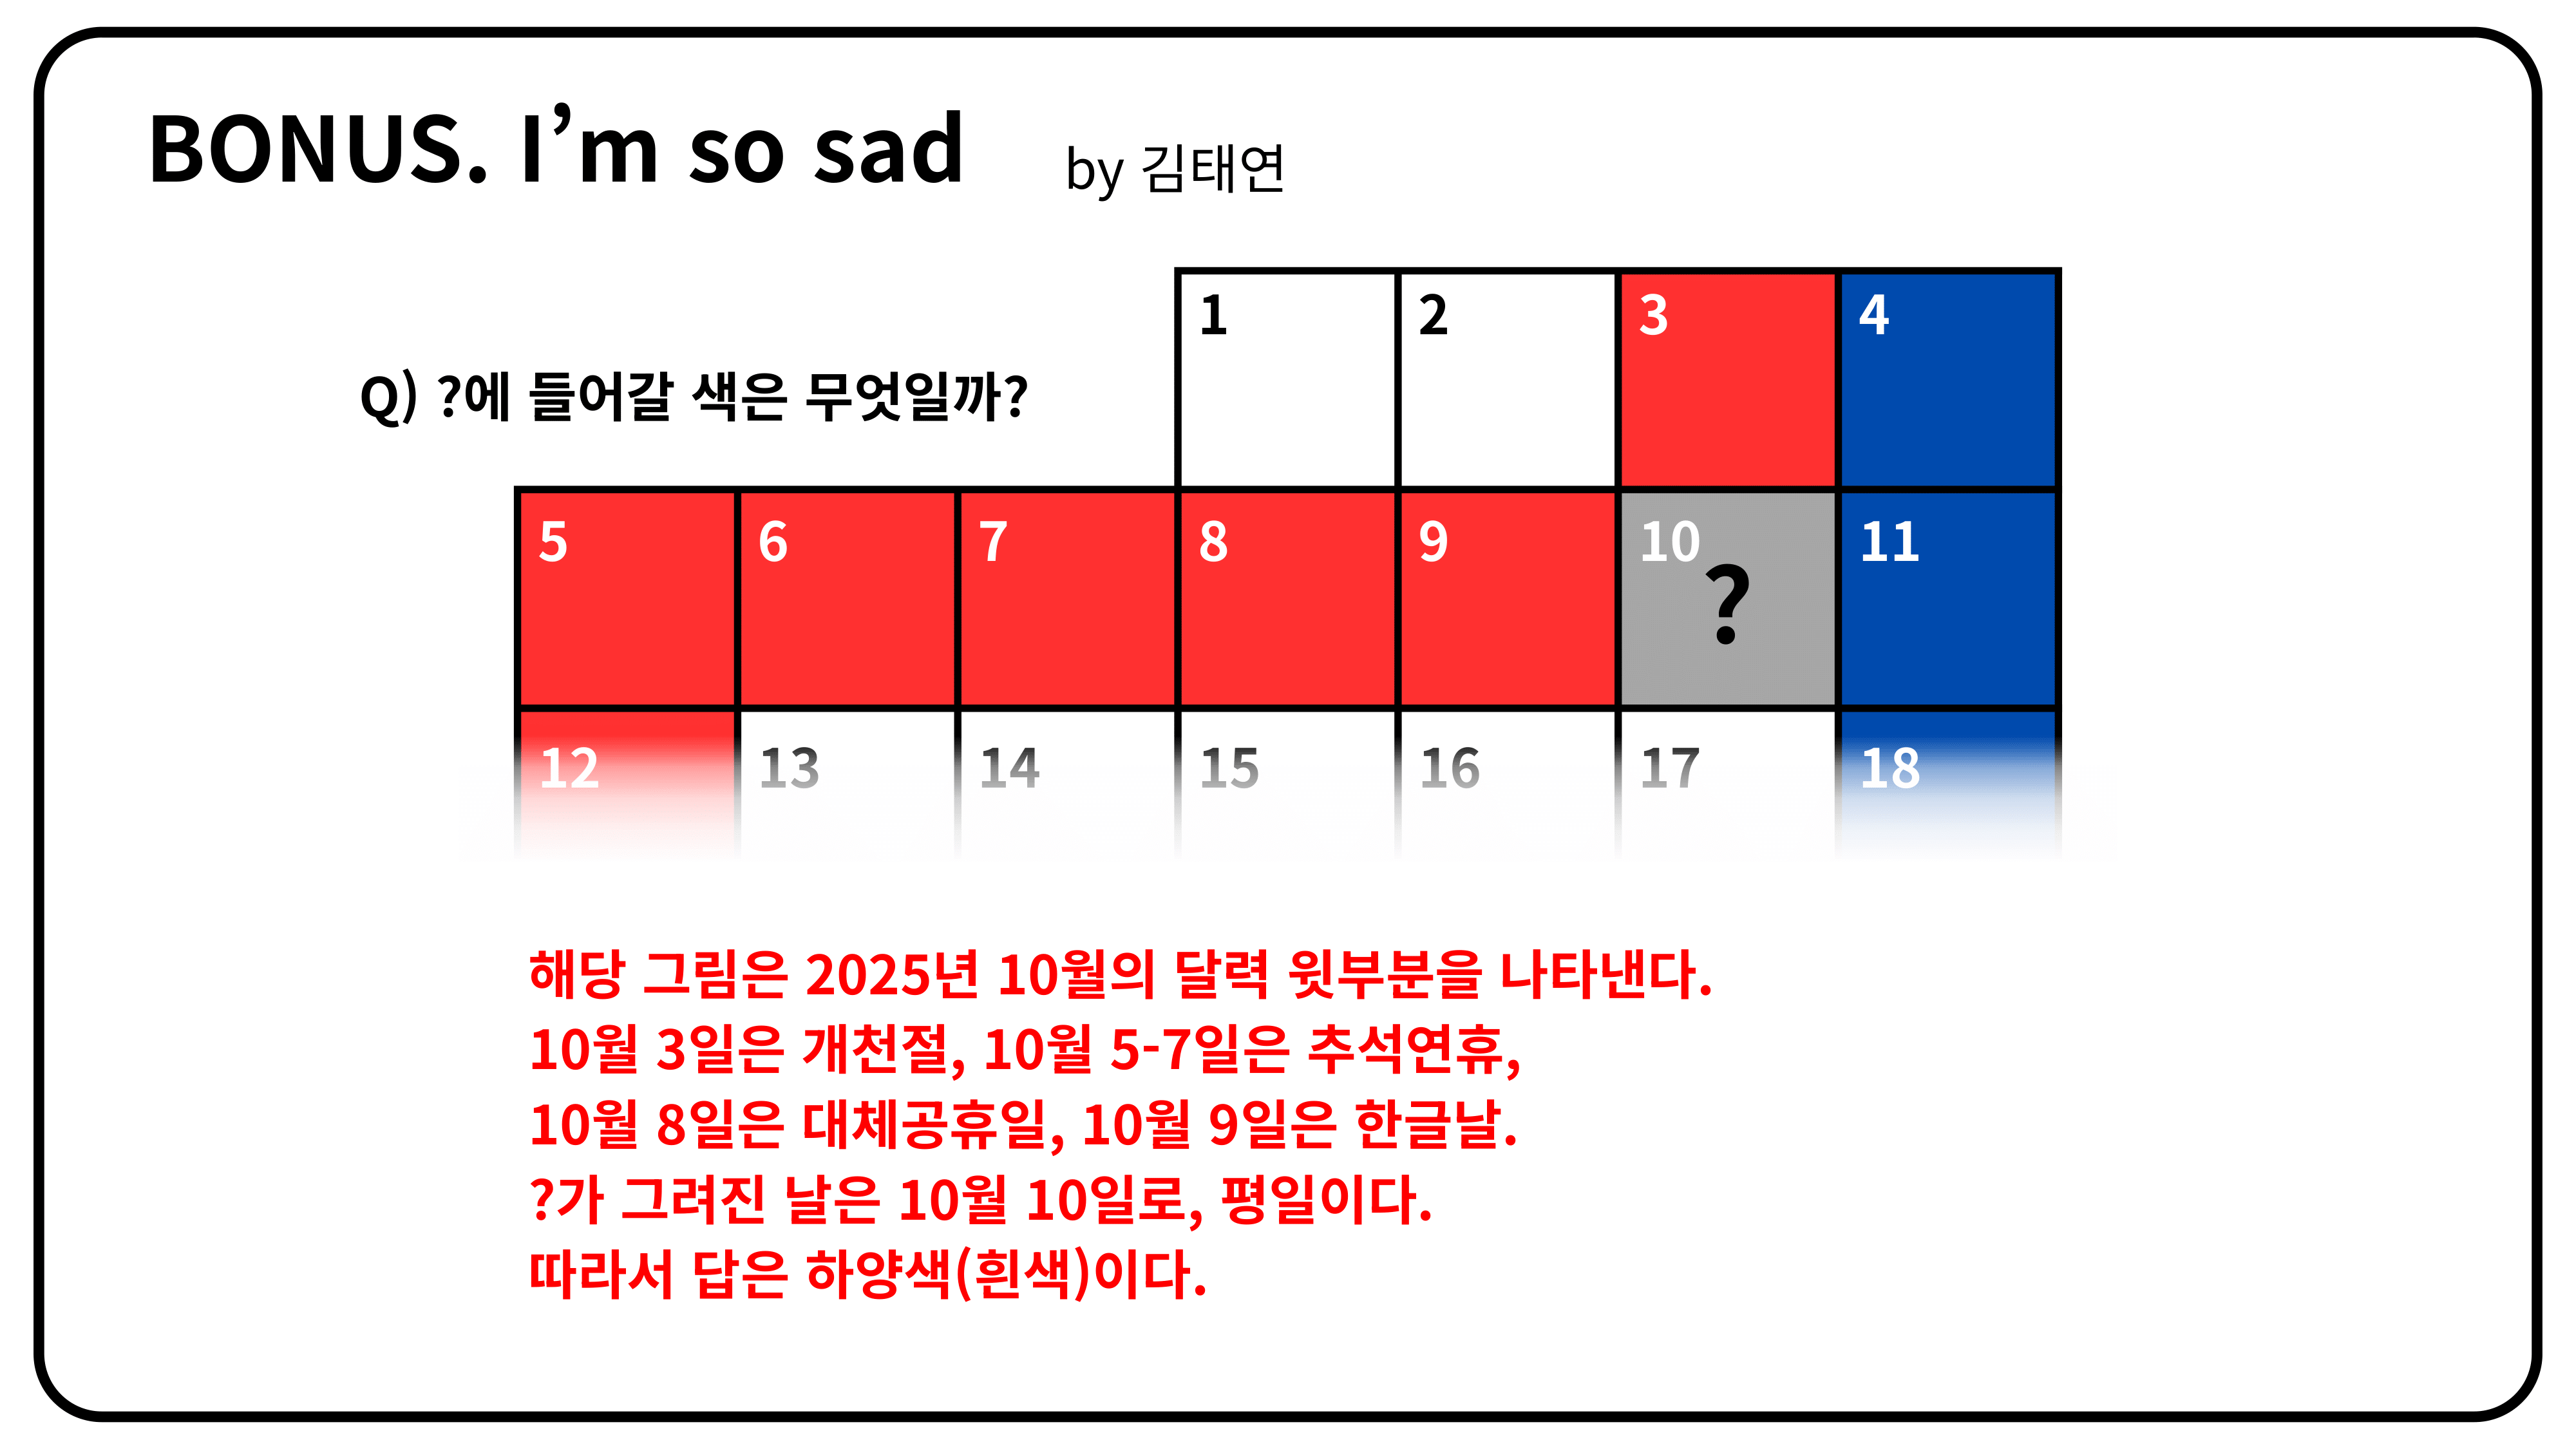 BONUS. I’m so sad by 김태연
Q) ?에 들어갈 색은 무엇일까?
1 2 3 4
5 6 7 8 9 10 ? 11
12 13 14 15 16 17 18
해당 그림은 2025년 10월의 달력 윗부분을 나타낸다.
10월 3일은 개천절, 10월 5-7일은 추석연휴,
10월 8일은 대체공휴일, 10월 9일은 한글날.
?가 그려진 날은 10월 10일로, 평일이다.
따라서 답은 하양색(흰색)이다.